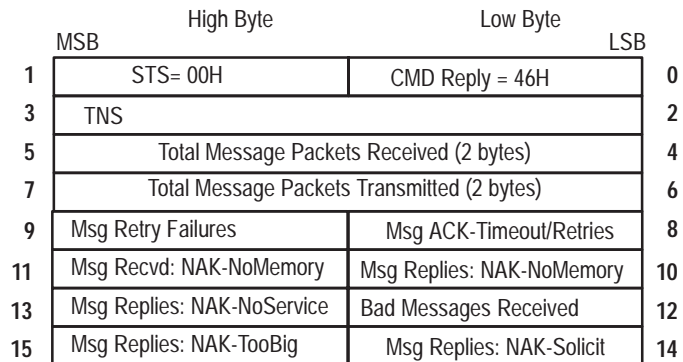 High Byte Low Byte
MSB LSB
1 STS= 00H CMD Reply = 46H 0
3 TNS 2
5 Total Message Packets Received (2 bytes) 4
7 Total Message Packets Transmitted (2 bytes) 6
9 Msg Retry Failures Msg ACK-Timeout/Retries 8
11 Msg Recvd: NAK-NoMemory Msg Replies: NAK-NoMemory 10
13 Msg Replies: NAK-NoService Bad Messages Received 12
15 Msg Replies: NAK-TooBig Msg Replies: NAK-Solicit 14